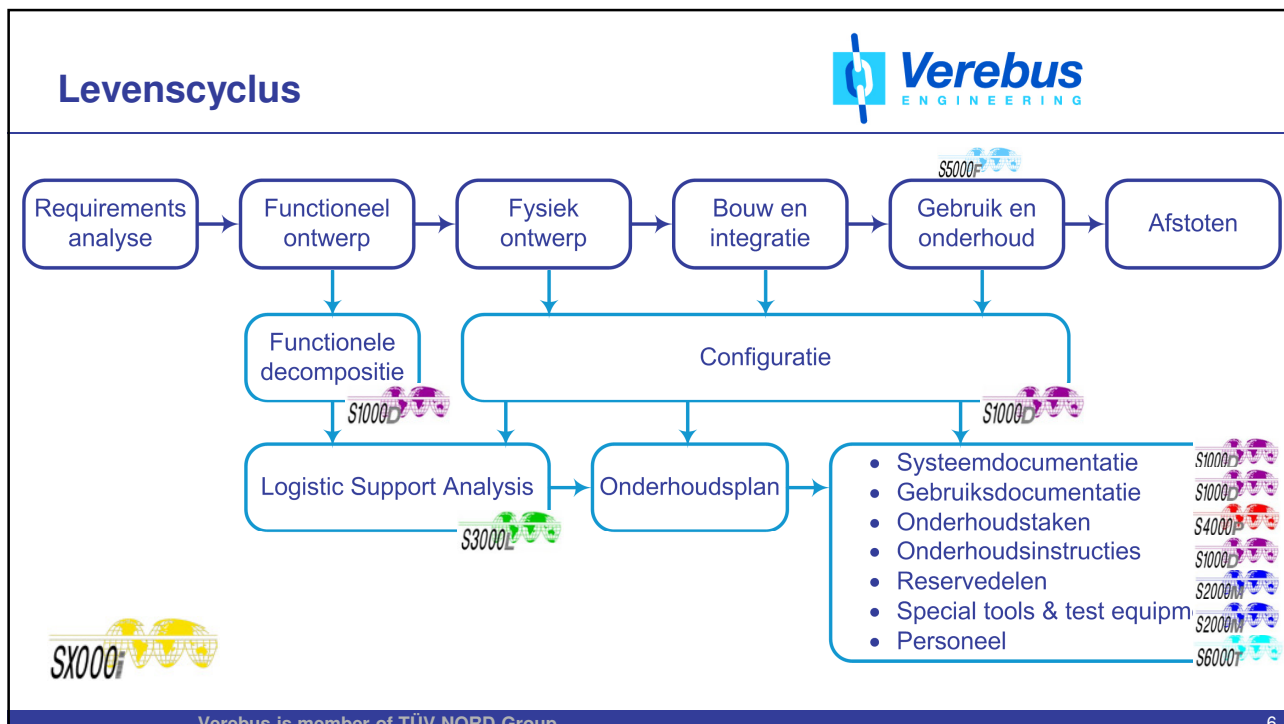 Levenscyclus
Verebus
ENGINEERING
S5000F
Requirements
analyse
Functioneel
ontwerp
Fysiek
ontwerp
Bouw en
integratie
Gebruik en
onderhoud
Afstoten
Functionele
decompositie
S1000D
Configuratie
S1000D
Logistic Support Analysis
S3000L
Onderhoudsplan
• Systeemdocumentatie
S1000D
• Gebruiksdocumentatie
S1000D
• Onderhoudstaken
S4000P
• Onderhoudsinstructies
S1000D
• Reservedelen
S2000M
• Special tools & test equipm
S2000M
• Personeel
S6000T
SX000i
Verebus is member of TÜV NORD Group
6